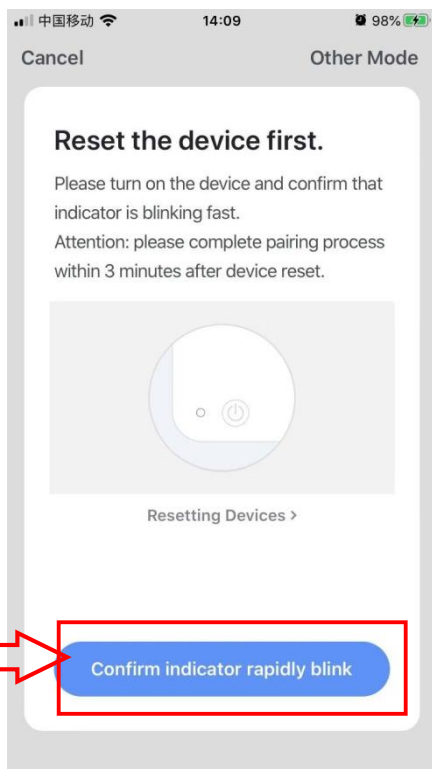 中国移动 14:09 98%
Cancel Other Mode
Reset the device first.
Please turn on the device and confirm that
indicator is blinking fast.
Attention: please complete pairing process
within 3 minutes after device reset.
Resetting Devices >
Confirm indicator rapidly blink